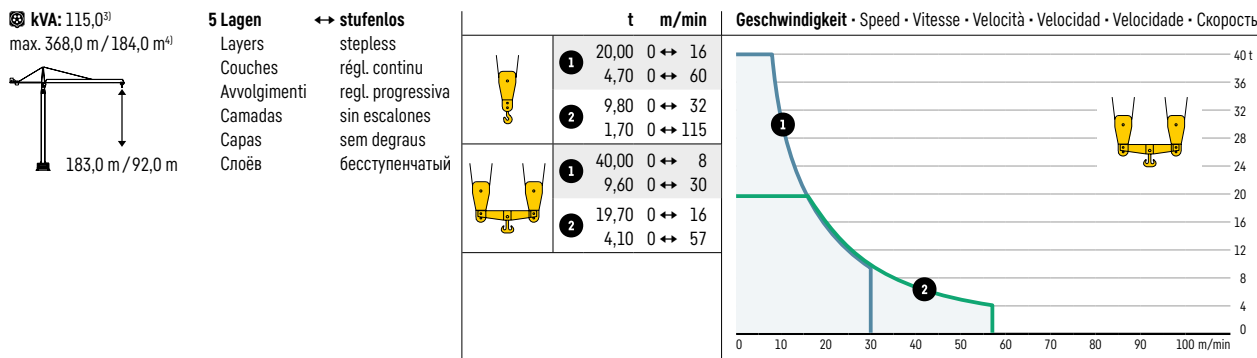 kVA: 115,0³⁾
max. 368,0 m / 184,0 m⁴⁾
183,0 m / 92,0 m
5 Lagen ↔ stufenlos
Layers stepless
Couches régl. continu
Avvolgimenti regl. progressiva
Camadas sin escalones
Capas sem degraus
Слоёв бесступенчатый
t m/min
1 20,00 0 ↔ 16
4,70 0 ↔ 60
2 9,80 0 ↔ 32
1,70 0 ↔ 115
1 40,00 0 ↔ 8
9,60 0 ↔ 30
2 19,70 0 ↔ 16
4,10 0 ↔ 57
Geschwindigkeit · Speed · Vitesse · Velocità · Velocidad · Velocidade · Скорость
40 t
36
32
28
24
20
16
12
8
4
0
1
2
0 10 20 30 40 50 60 70 80 90 100 m/min